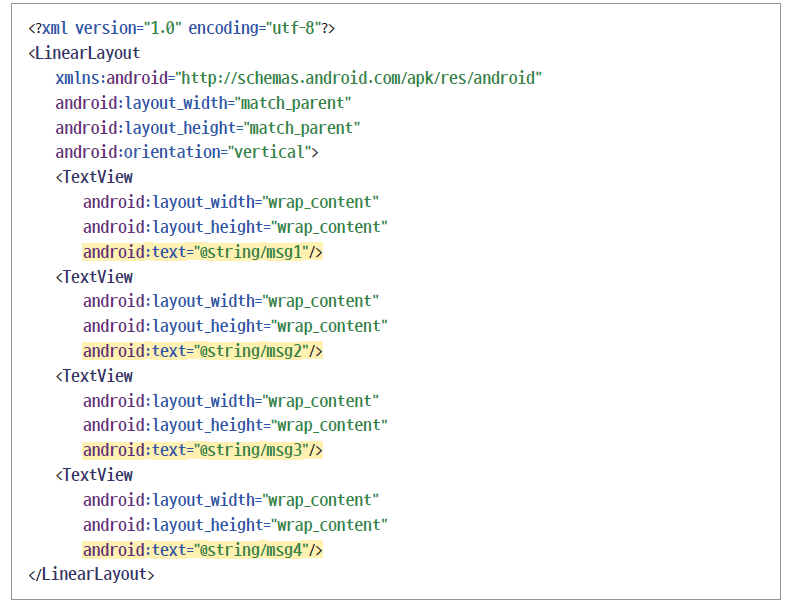 <?xml version="1.0" encoding="utf-8"?>
<LinearLayout
xmlns:android="http://schemas.android.com/apk/res/android"
android:layout_width="match_parent"
android:layout_height="match_parent"
android:orientation="vertical">
<TextView
android:layout_width="wrap_content"
android:layout_height="wrap_content"
android:text="@string/msg1"/>
<TextView
android:layout_width="wrap_content"
android:layout_height="wrap_content"
android:text="@string/msg2"/>
<TextView
android:layout_width="wrap_content"
android:layout_height="wrap_content"
android:text="@string/msg3"/>
<TextView
android:layout_width="wrap_content"
android:layout_height="wrap_content"
android:text="@string/msg4"/>
</LinearLayout>